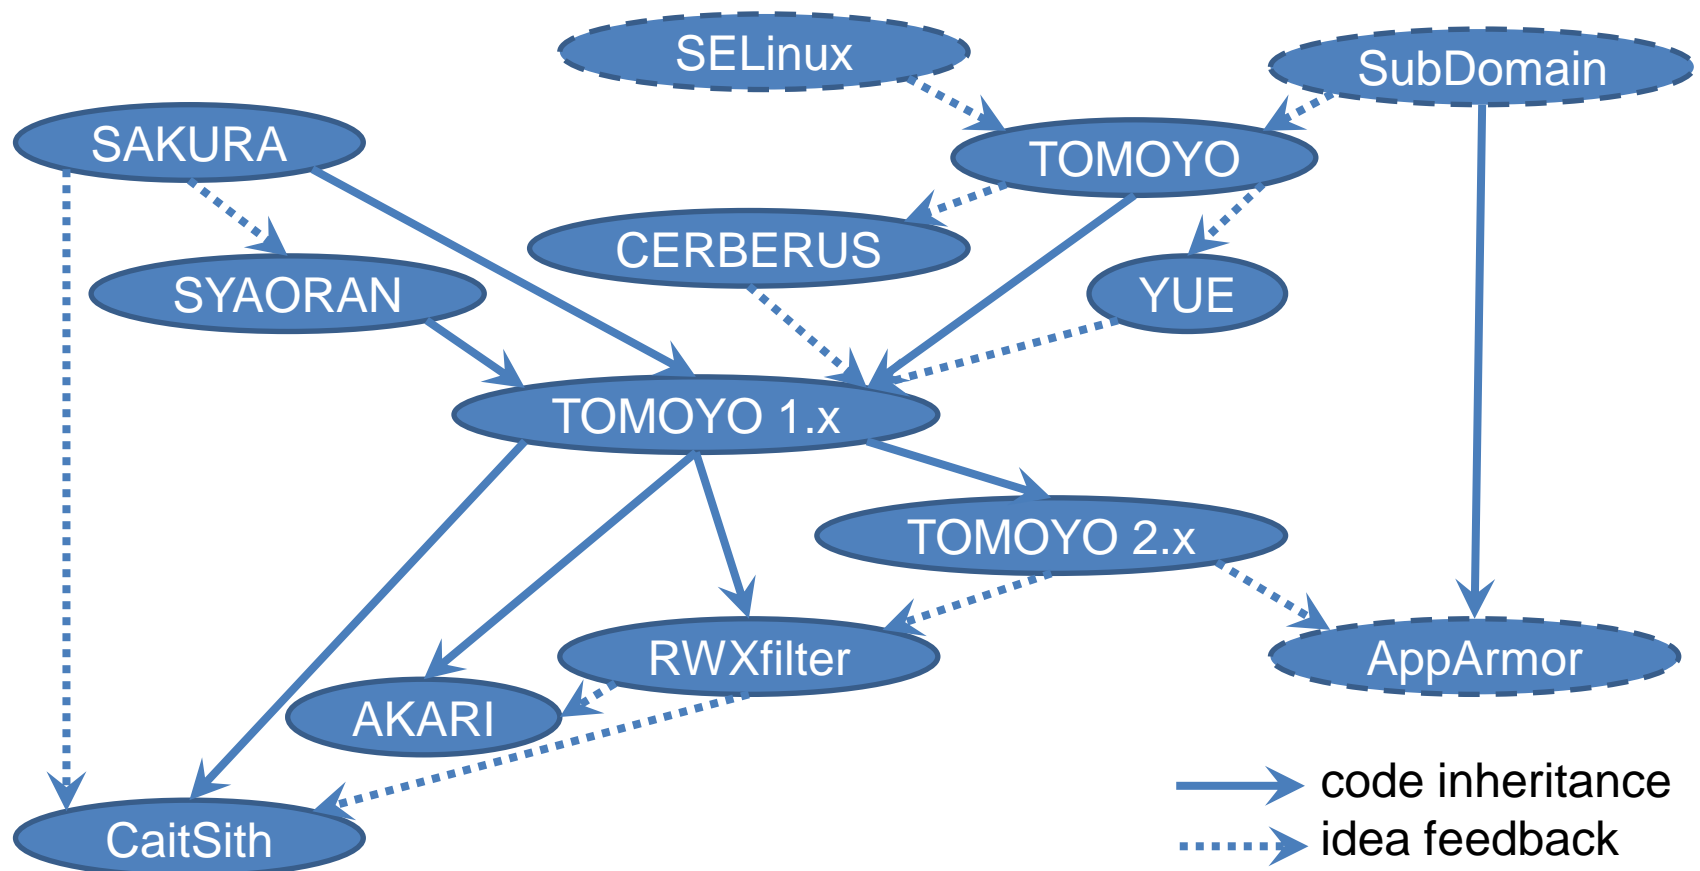 SELinux
SubDomain
SAKURA
TOMOYO
CERBERUS
SYAORAN
YUE
TOMOYO 1.x
TOMOYO 2.x
RWXfilter
AppArmor
AKARI
code inheritance
CaitSith
idea feedback